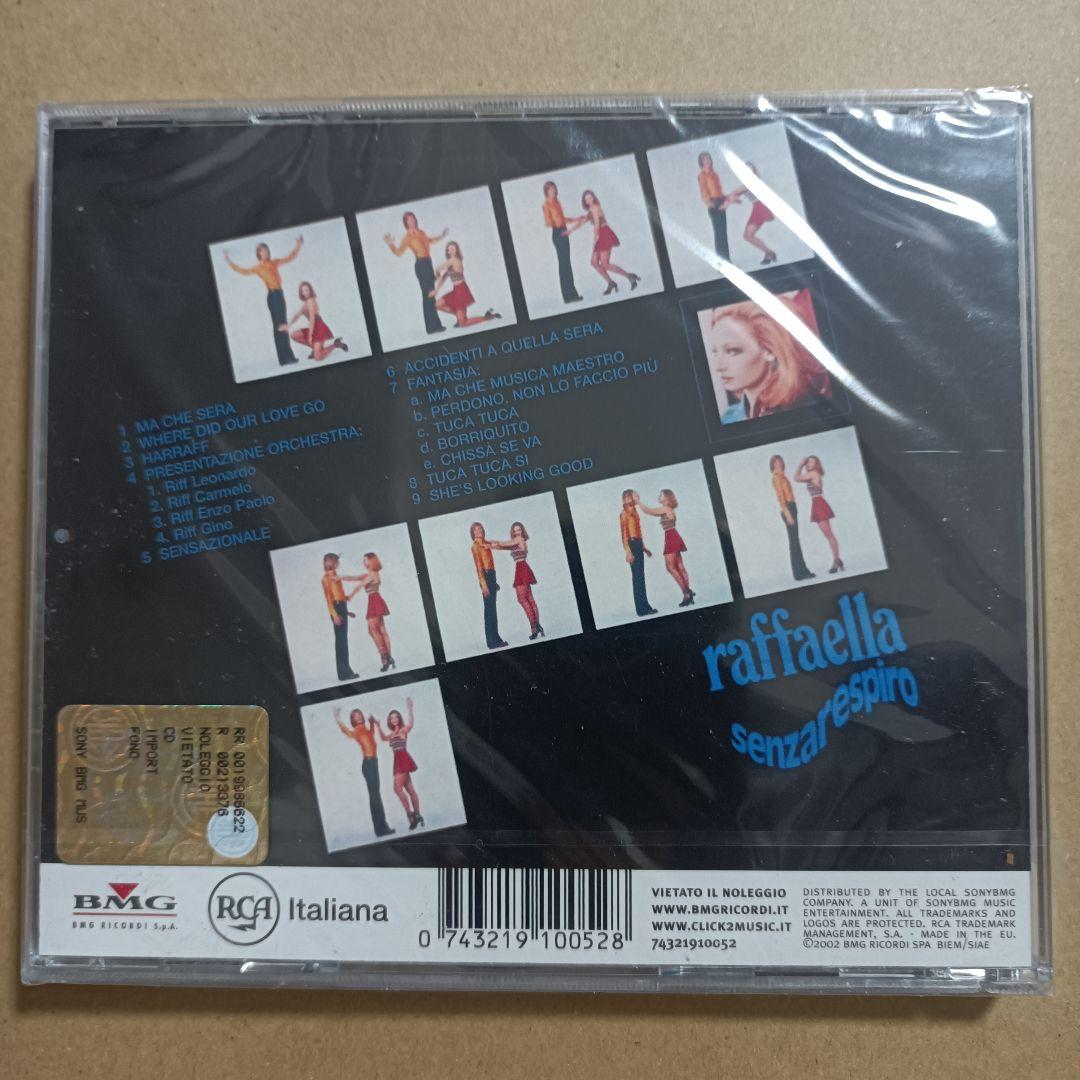 1 MA CHE SERA
2 WHERE DID OUR LOVE GO
3 HARRAFF
4 PRESENTAZIONE ORCHESTRA:
1. Riff Leonardo
2. Riff Carmelo
3. Riff Enzo Paolo
4. Riff Gino
5 SENSAZIONALE
6 ACCIDENTI A QUELLA SERA
7 FANTASIA:
a. MA CHE MUSICA MAESTRO
b. PERDONO, NON LO FACCIO PIÚ
c. TUCA TUCA
d. BORRIQUITO
e. CHISSÀ SE VA
8 TUCA TUCA SI
9 SHE'S LOOKING GOOD
raffaella
senzarespiro
RR 0019986622
R 00213376
NOLEGGIO
VIETATO
CD
IMPORT
FONO
SONY BMG MUS
BMG
BMG RICORDI S.p.A.
RCA Italiana
0 743219 100528
VIETATO IL NOLEGGIO
WWW.BMGRICORDI.IT
WWW.CLICK2MUSIC.IT
74321910052
DISTRIBUTED BY THE LOCAL SONYBMG
COMPANY. A UNIT OF SONYBMG MUSIC
ENTERTAINMENT. ALL TRADEMARKS AND
LOGOS ARE PROTECTED. RCA TRADEMARK
MANAGEMENT, S.A. - MADE IN THE EU.
©2002 BMG RICORDI SPA BIEM/SIAE